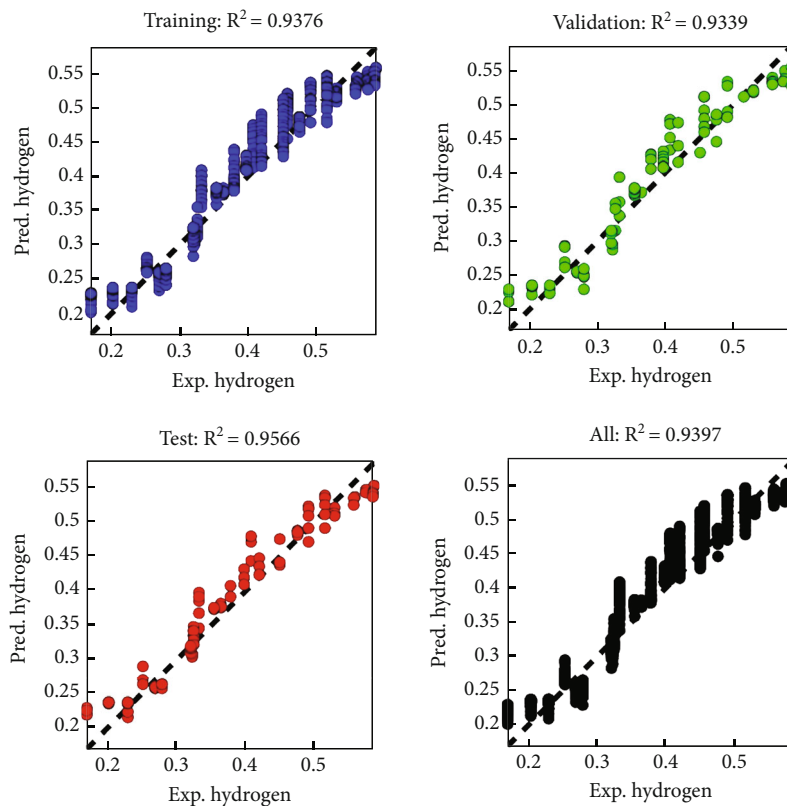 Training: R² = 0.9376
0.55
0.5
0.45
0.4
0.35
0.3
0.25
0.2
Pred. hydrogen
0.2 0.3 0.4 0.5
Exp. hydrogen
Validation: R² = 0.9339
0.55
0.5
0.45
0.4
0.35
0.3
0.25
0.2
Pred. hydrogen
0.2 0.3 0.4 0.5
Exp. hydrogen
Test: R² = 0.9566
0.55
0.5
0.45
0.4
0.35
0.3
0.25
0.2
Pred. hydrogen
0.2 0.3 0.4 0.5
Exp. hydrogen
All: R² = 0.9397
0.55
0.5
0.45
0.4
0.35
0.3
0.25
0.2
Pred. hydrogen
0.2 0.3 0.4 0.5
Exp. hydrogen